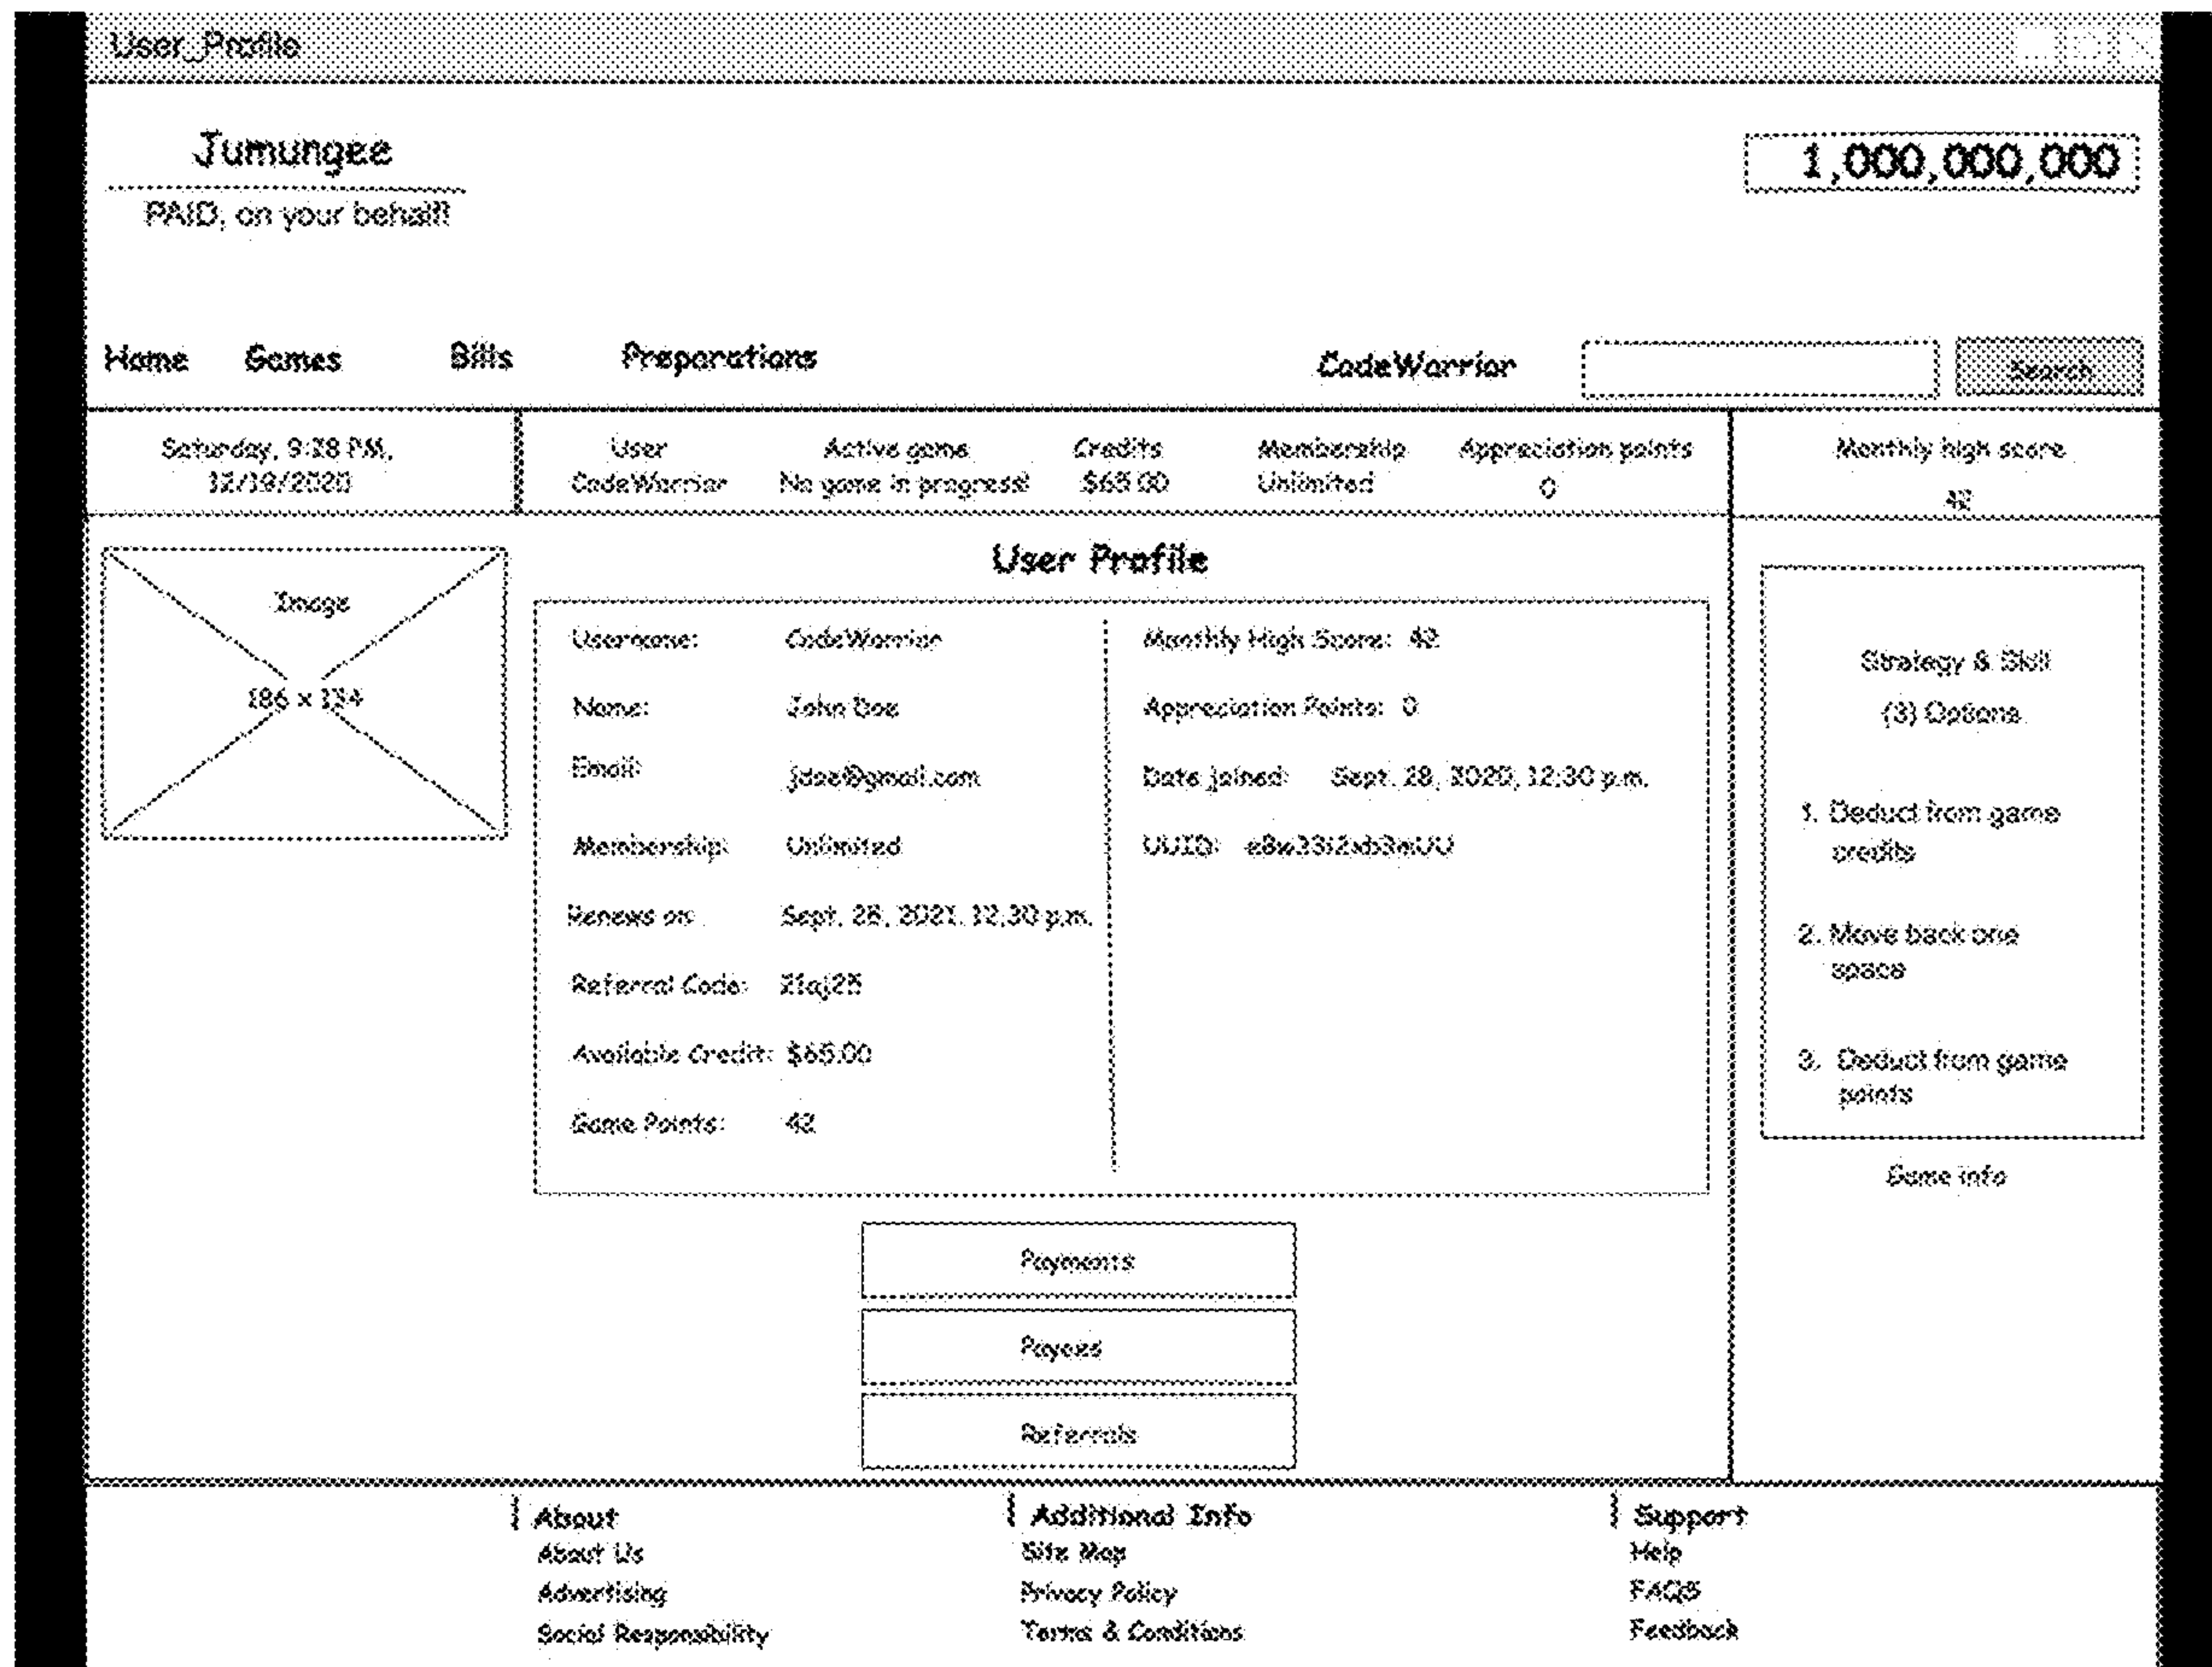 User_Profile
Jumungee
PAID, on your behalf!
1,000,000,000
Home Games Bills Preparations CodeWarrior Search
Saturday, 9:28 PM,
12/19/2020
User Active game Credits Membership Appreciation points
CodeWarrior No game in progress! $65.00 Unlimited 0
Monthly high score
42
User Profile
Image
186 x 134
Username: CodeWarrior
Name: John Doe
Email: jdoe@gmail.com
Membership: Unlimited
Renews on: Sept. 28, 2021, 12:30 p.m.
Referral Code:
Available Credit: $65.00
Game Points: 42
Monthly High Score: 42
Appreciation Points: 0
Date joined: Sept. 28, 2020, 12:30 p.m.
UUID:
Strategy & Skill
(3) Options
1. Deduct from game
credits
2. Move back one
space
3. Deduct from game
points
Game info
Payments
Payees
Referrals
About
About Us
Advertising
Social Responsibility
Additional Info
Site Map
Privacy Policy
Terms & Conditions
Support
Help
FAQS
Feedback